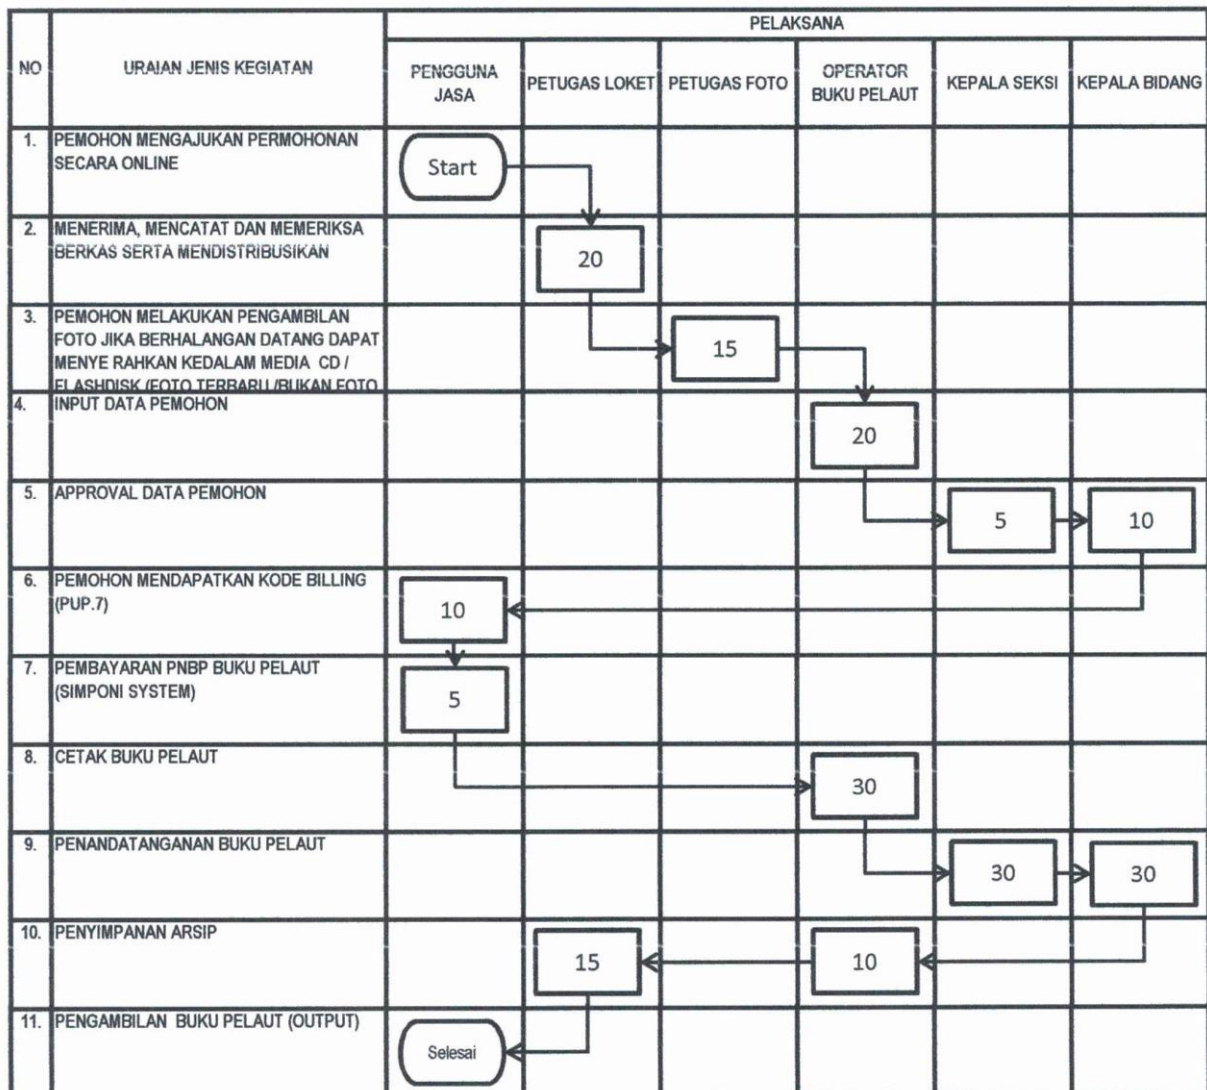 PELAKSANA
NO
URAIAN JENIS KEGIATAN
PENGGUNA
JASA
PETUGAS LOKET
PETUGAS FOTO
OPERATOR
BUKU PELAUT
KEPALA SEKSI
KEPALA BIDANG
1. PEMOHON MENGAJUKAN PERMOHONAN
SECARA ONLINE
Start
2. MENERIMA, MENCATAT DAN MEMERIKSA
BERKAS SERTA MENDISTRIBUSIKAN
20
3. PEMOHON MELAKUKAN PENGAMBILAN
FOTO JIKA BERHALANGAN DATANG DAPAT
MENYE RAHKAN KEDALAM MEDIA CD /
FLASHDISK (FOTO TERBARU /BUKAN FOTO
15
4. INPUT DATA PEMOHON
20
5. APPROVAL DATA PEMOHON
5
10
6. PEMOHON MENDAPATKAN KODE BILLING
(PUP.7)
10
7. PEMBAYARAN PNBP BUKU PELAUT
(SIMPONI SYSTEM)
5
8. CETAK BUKU PELAUT
30
9. PENANDATANGANAN BUKU PELAUT
30
30
10. PENYIMPANAN ARSIP
15
10
11. PENGAMBILAN BUKU PELAUT (OUTPUT)
Selesai